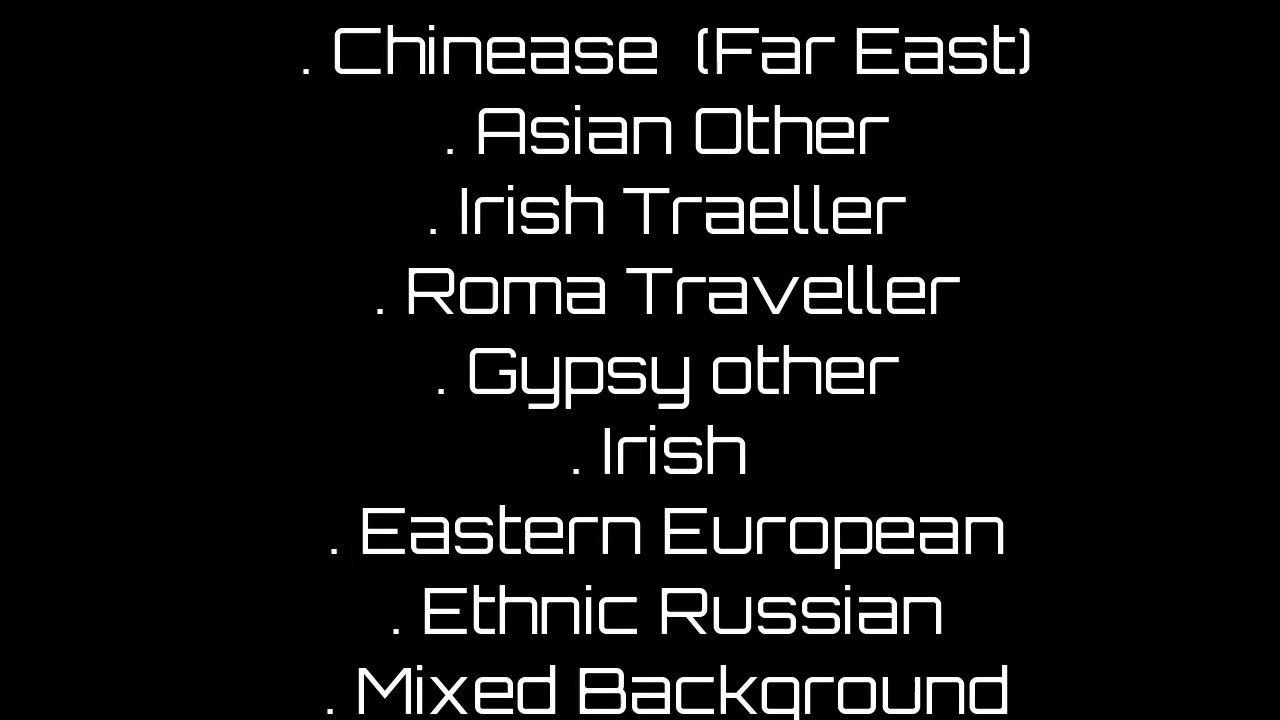 . Chinease (Far East)
. Asian Other
. Irish Traeller
. Roma Traveller
. Gypsy other
. Irish
. Eastern European
. Ethnic Russian
. Mixed Background